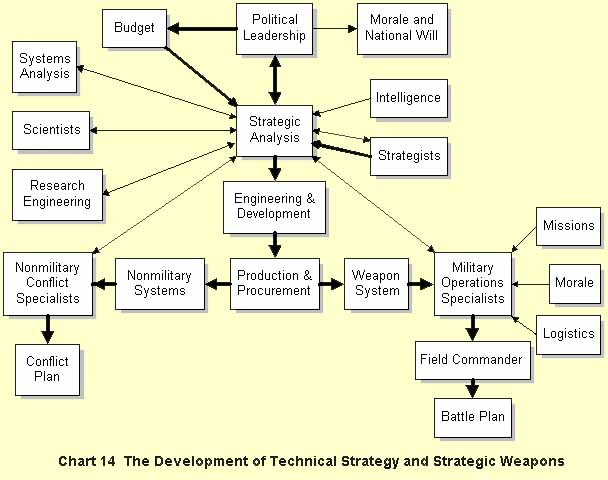 Budget
Political
Leadership
Morale and
National Will
Systems
Analysis
Intelligence
Scientists
Strategic
Analysis
Strategists
Research
Engineering
Engineering &
Development
Missions
Nonmilitary
Conflict
Specialists
Nonmilitary
Systems
Production &
Procurement
Weapon
System
Military
Operations
Specialists
Morale
Logistics
Conflict
Plan
Field Commander
Battle Plan
Chart 14 The Development of Technical Strategy and Strategic Weapons